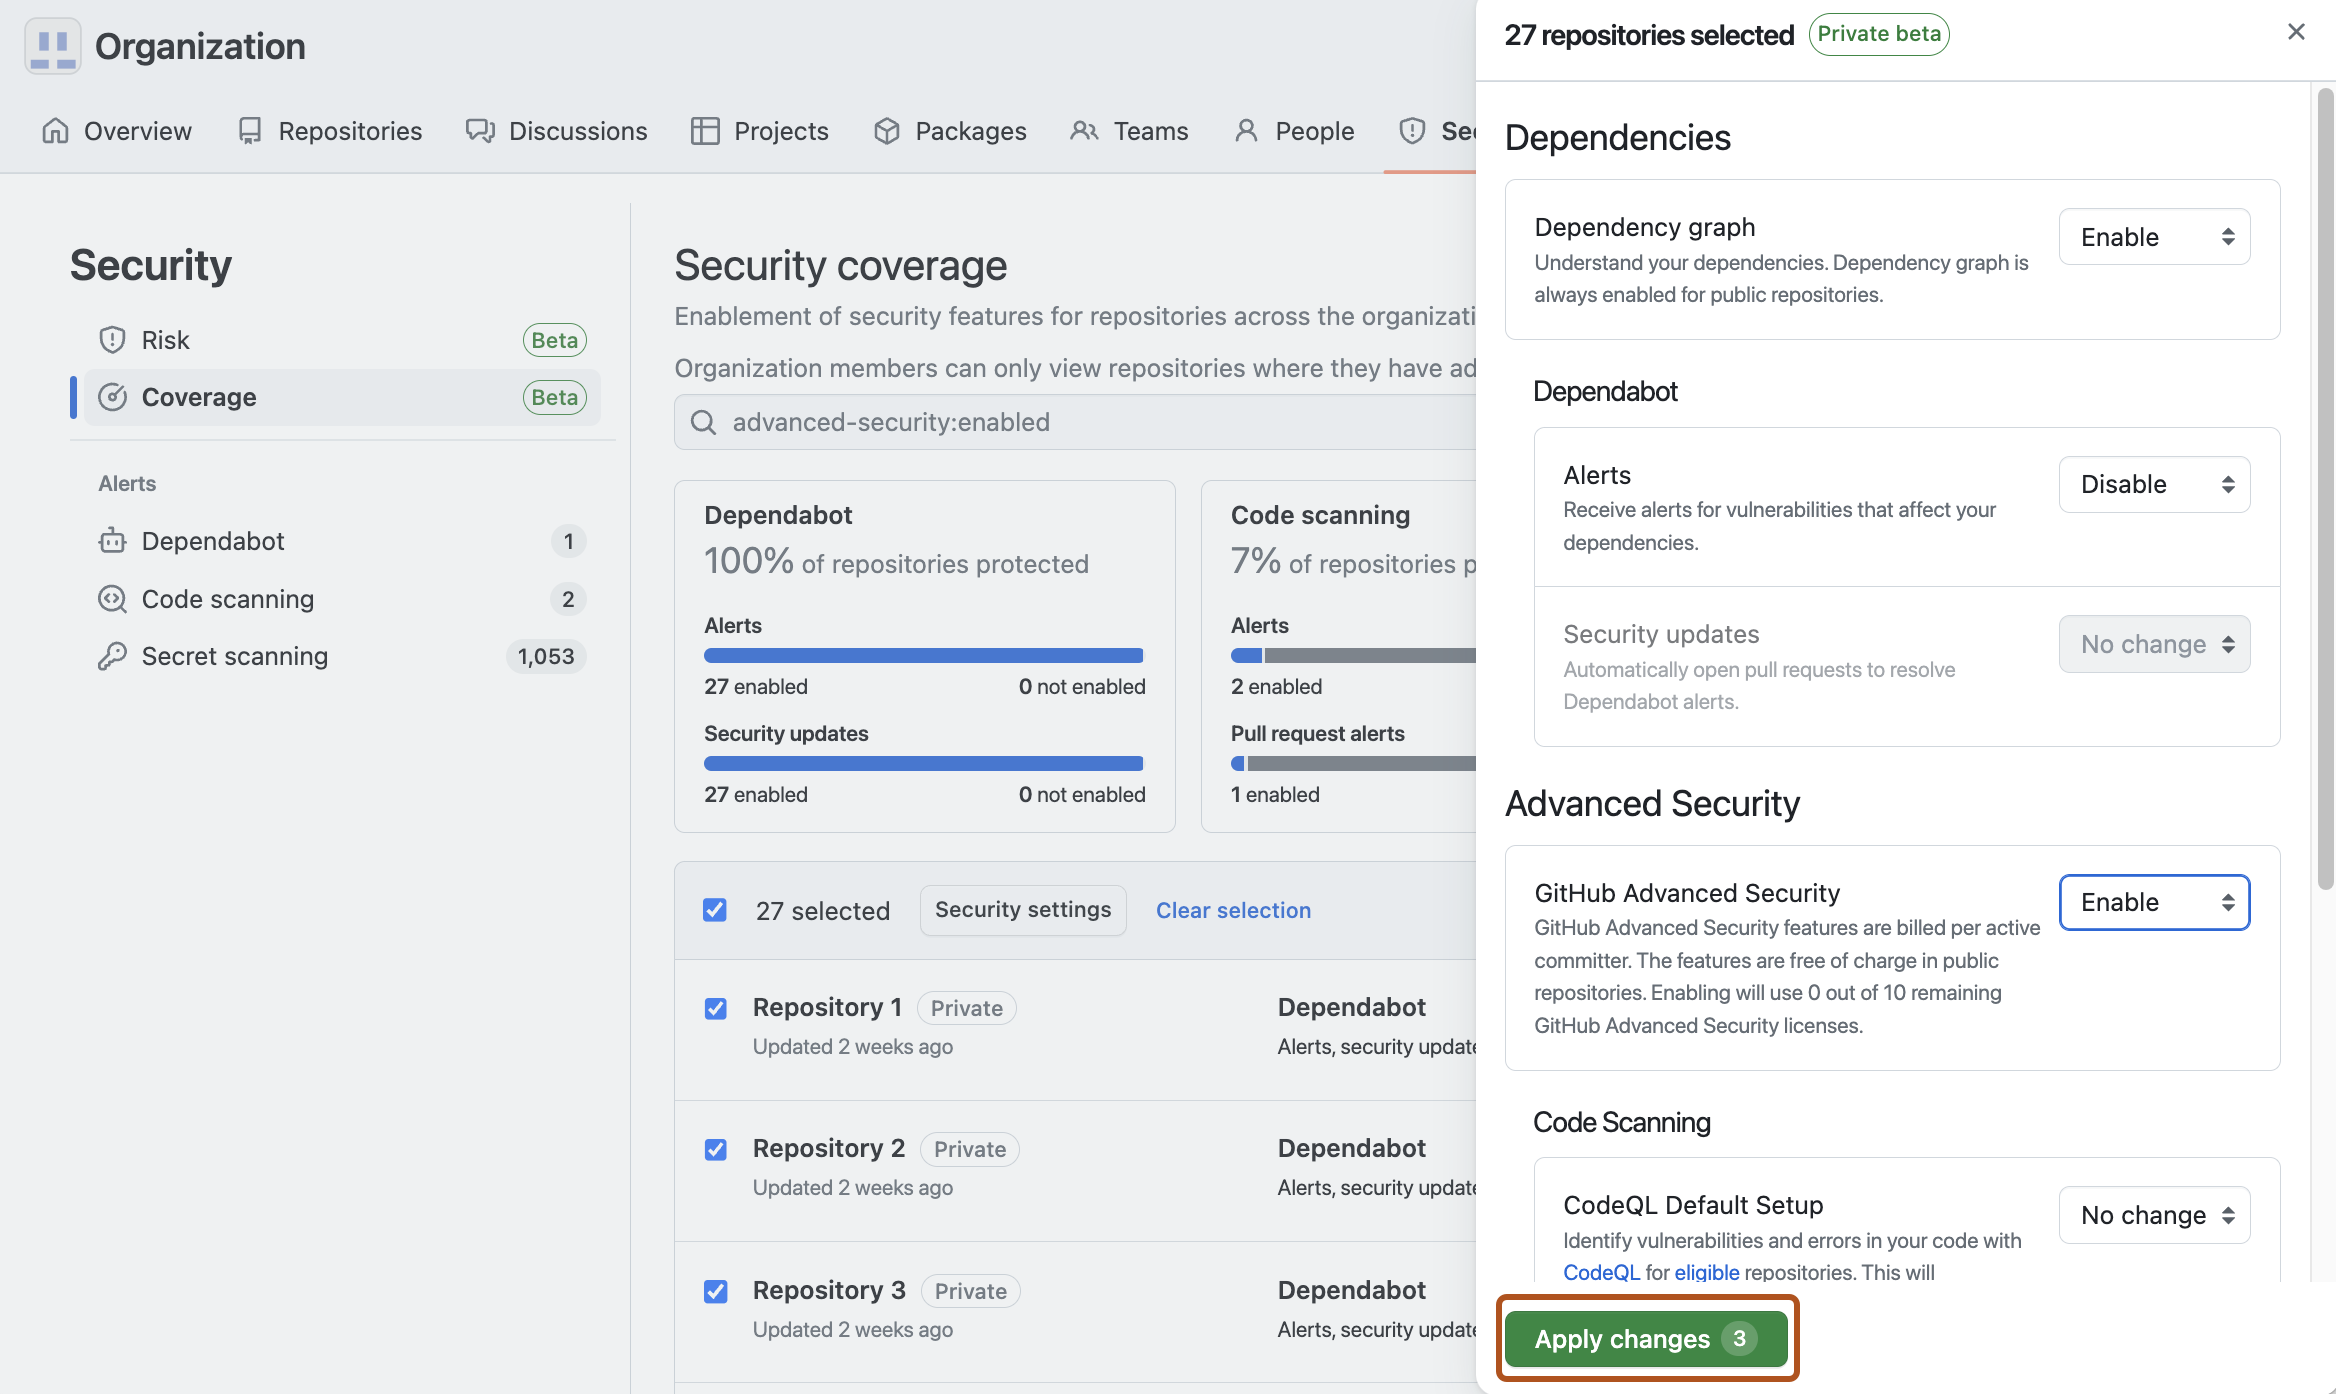 Organization
Overview
Repositories
Discussions
Projects
Packages
Teams
People
Sec
Security
Risk
Beta
Coverage
Beta
Alerts
Dependabot
1
Code scanning
2
Secret scanning
1,053
Security coverage
Enablement of security features for repositories across the organizati
Organization members can only view repositories where they have ad
advanced-security:enabled
Dependabot
100% of repositories protected
Alerts
27 enabled
0 not enabled
Security updates
27 enabled
0 not enabled
Code scanning
7% of repositories p
Alerts
2 enabled
Pull request alerts
1 enabled
27 selected
Security settings
Clear selection
Repository 1
Private
Updated 2 weeks ago
Dependabot
Alerts, security update
Repository 2
Private
Updated 2 weeks ago
Dependabot
Alerts, security update
Repository 3
Private
Updated 2 weeks ago
Dependabot
Alerts, security update
27 repositories selected
Private beta
Dependencies
Dependency graph
Understand your dependencies. Dependency graph is
always enabled for public repositories.
Enable
Dependabot
Alerts
Receive alerts for vulnerabilities that affect your
dependencies.
Disable
Security updates
Automatically open pull requests to resolve
Dependabot alerts.
No change
Advanced Security
GitHub Advanced Security
GitHub Advanced Security features are billed per active
committer. The features are free of charge in public
repositories. Enabling will use 0 out of 10 remaining
GitHub Advanced Security licenses.
Enable
Code Scanning
CodeQL Default Setup
Identify vulnerabilities and errors in your code with
CodeQL for eligible repositories. This will
No change
Apply changes 3